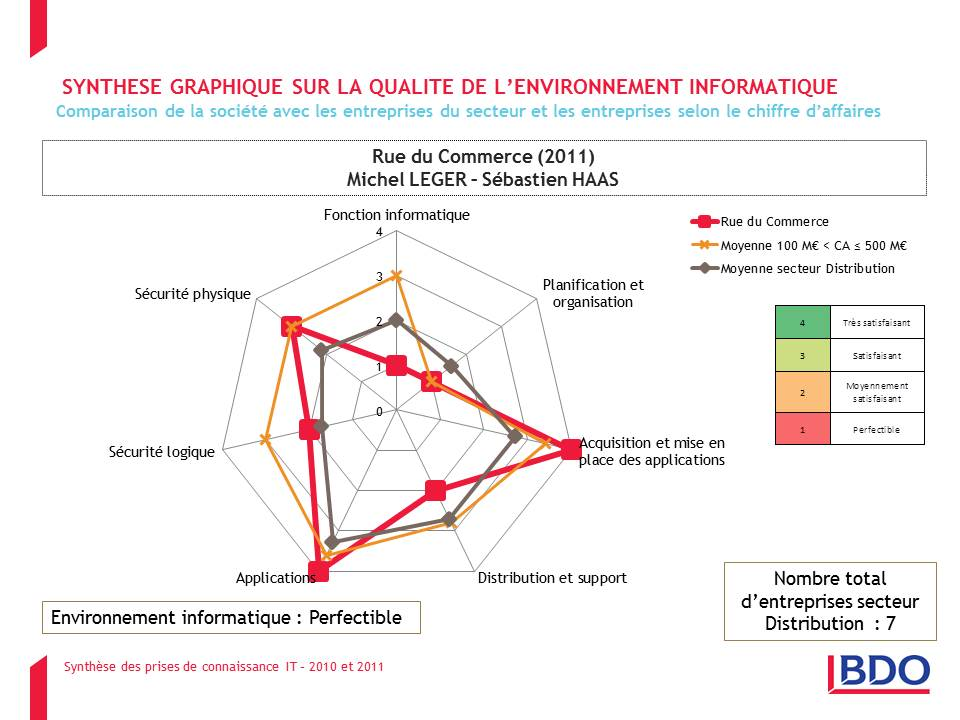 SYNTHESE GRAPHIQUE SUR LA QUALITE DE L’ENVIRONNEMENT INFORMATIQUE
Comparaison de la société avec les entreprises du secteur et les entreprises selon le chiffre d’affaires
Rue du Commerce (2011)
Michel LEGER – Sébastien HAAS
Fonction informatique
4
3
2
1
0
Planification et
organisation
Acquisition et mise en
place des applications
Distribution et support
Applications
Sécurité logique
Sécurité physique
Rue du Commerce
Moyenne 100 M€ < CA ≤ 500 M€
Moyenne secteur Distribution
4 Très satisfaisant
3 Satisfaisant
2 Moyennement
satisfaisant
1 Perfectible
Nombre total
d’entreprises secteur
Distribution : 7
Environnement informatique : Perfectible
Synthèse des prises de connaissance IT – 2010 et 2011
BDO